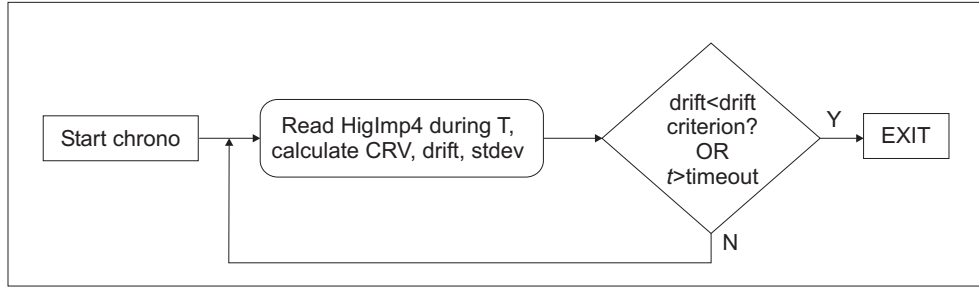 Start chrono
Read HigImp4 during T,
calculate CRV, drift, stdev
drift<drift
criterion?
OR
t>timeout
Y
EXIT
N